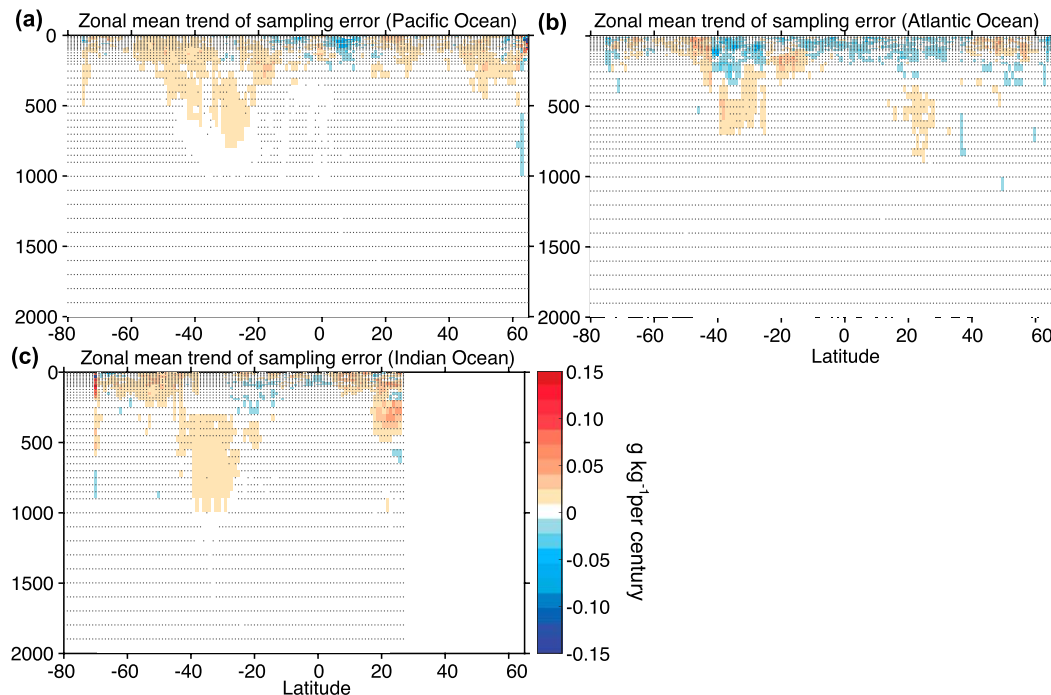 (a) Zonal mean trend of sampling error (Pacific Ocean)
0
500
1000
1500
2000
-80 -60 -40 -20 0 20 40 60
(b) Zonal mean trend of sampling error (Atlantic Ocean)
0
500
1000
1500
2000
-80 -60 -40 -20 0 20 40 60
Latitude
(c) Zonal mean trend of sampling error (Indian Ocean)
0
500
1000
1500
2000
-80 -60 -40 -20 0 20 40 60
Latitude
0.15
0.10
0.05
0
-0.05
-0.10
-0.15
g kg⁻¹per century